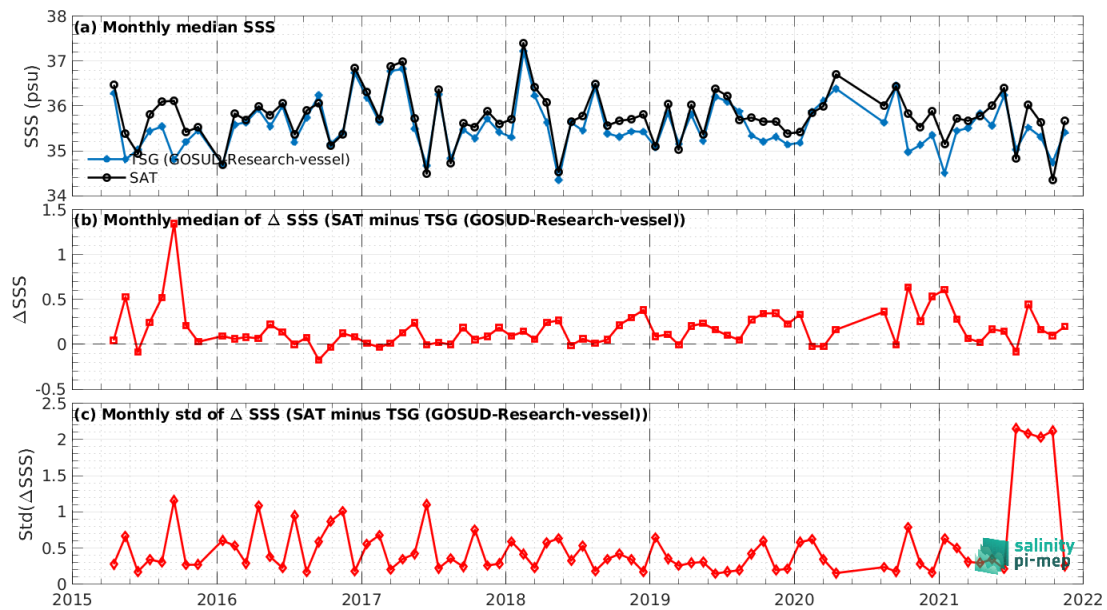 (a) Monthly median SSS
38
37
36
35
34
SSS (psu)
TSG (GOSUD-Research-vessel)
SAT
(b) Monthly median of Δ SSS (SAT minus TSG (GOSUD-Research-vessel))
1.5
1
0.5
0
-0.5
ΔSSS
(c) Monthly std of Δ SSS (SAT minus TSG (GOSUD-Research-vessel))
2.5
2
1.5
1
0.5
0
Std(ΔSSS)
salinity
pi-mep
2015 2016 2017 2018 2019 2020 2021 2022